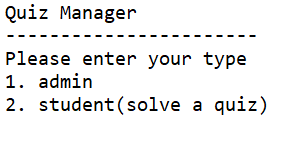 Quiz Manager
-----------------------
Please enter your type
1. admin
2. student(solve a quiz)